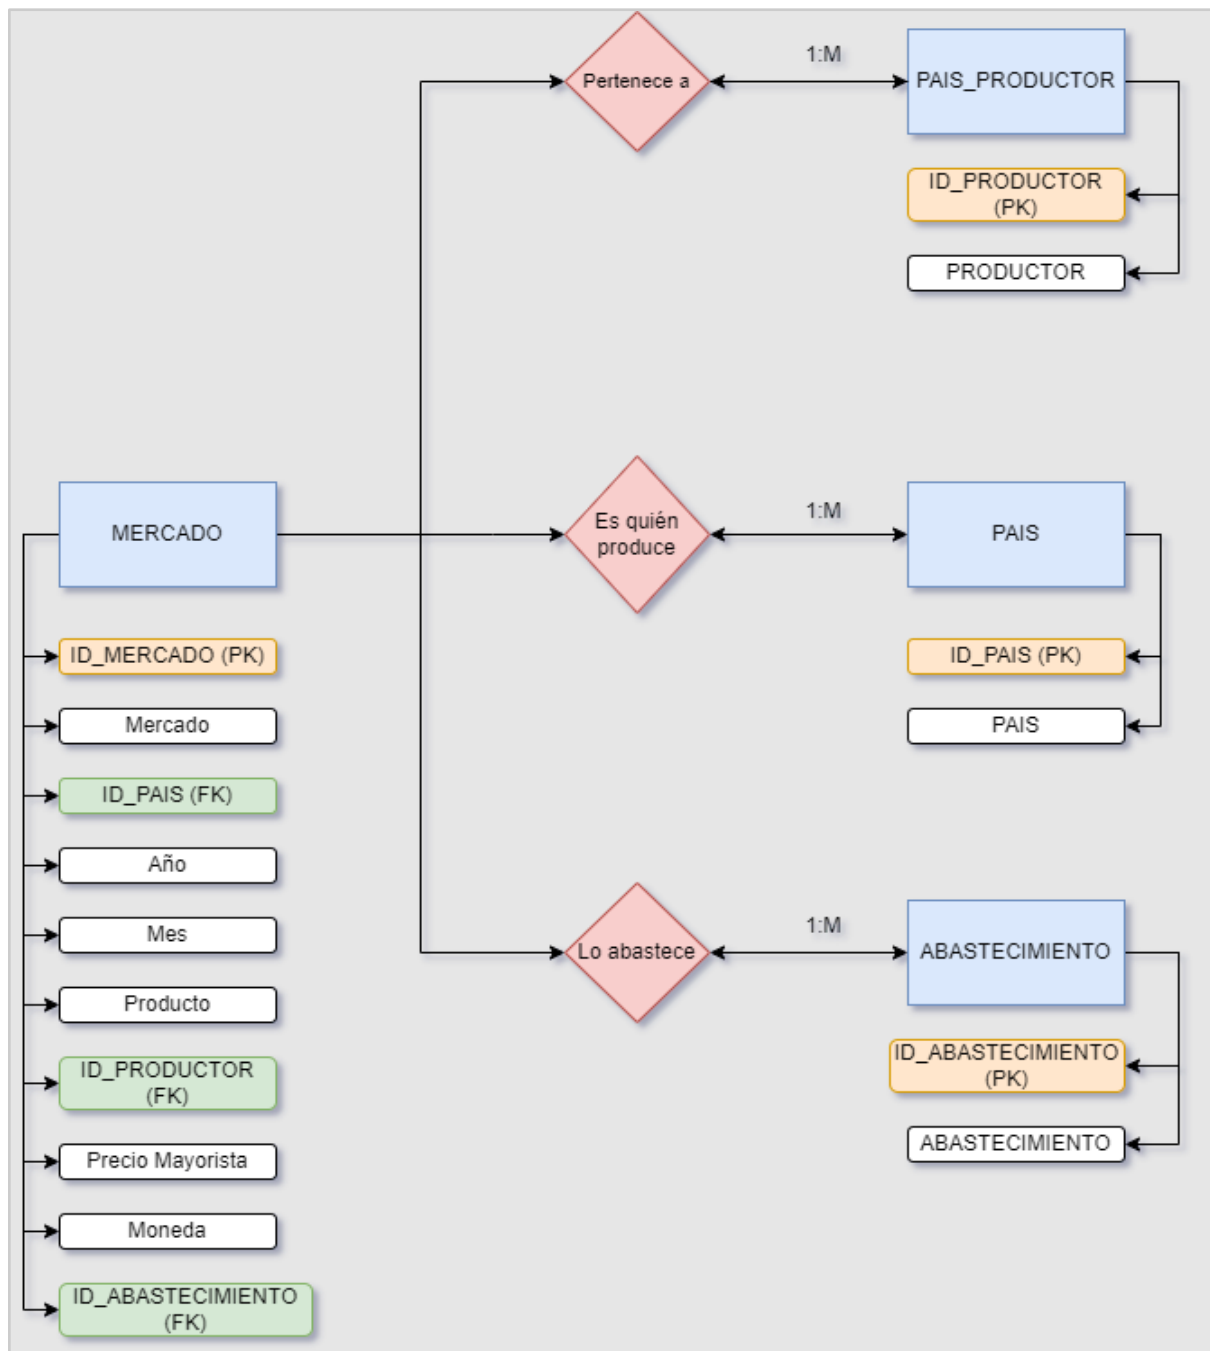 Pertenece a
1:M
PAIS_PRODUCTOR
ID_PRODUCTOR
(PK)
PRODUCTOR
MERCADO
Es quién
produce
1:M
PAIS
ID_MERCADO (PK)
Mercado
ID_PAIS (FK)
Año
Mes
Producto
ID_PRODUCTOR
(FK)
Precio Mayorista
Moneda
ID_ABASTECIMIENTO
(FK)
ID_PAIS (PK)
PAIS
Lo abastece
1:M
ABASTECIMIENTO
ID_ABASTECIMIENTO
(PK)
ABASTECIMIENTO